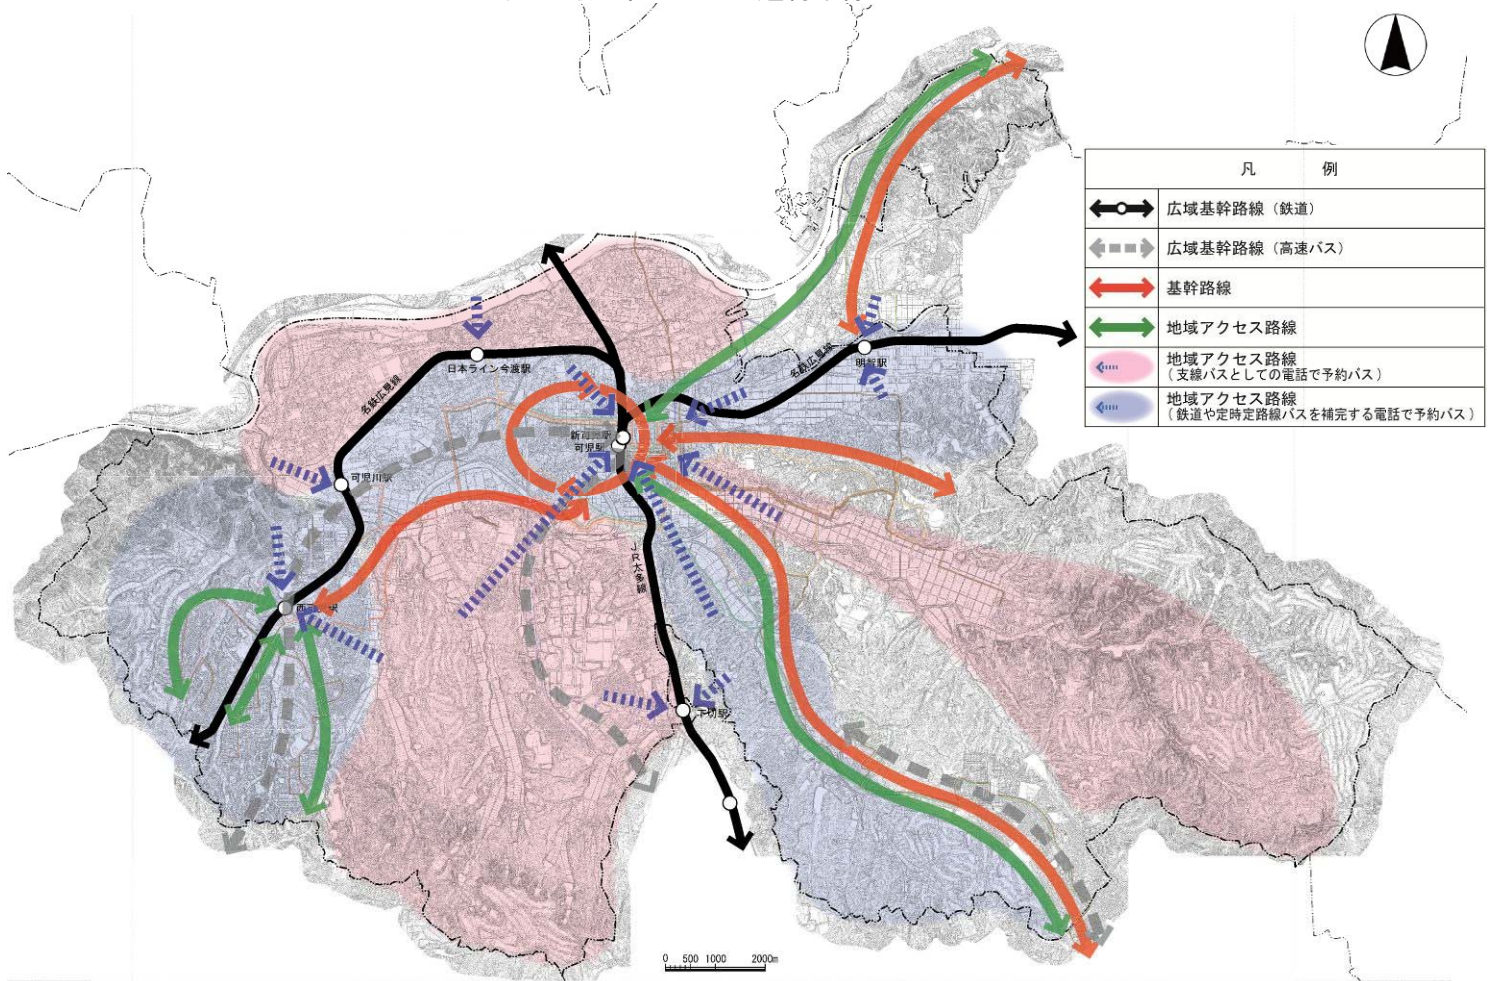 凡 例
広域基幹路線（鉄道）
広域基幹路線（高速バス）
基幹路線
地域アクセス路線
地域アクセス路線
（支線バスとしての電話で予約バス）
地域アクセス路線
（鉄道や定時定路線バスを補完する電話で予約バス）
日本ライン今渡駅
名鉄広見線
名鉄広見線
明智駅
可児駅
可児川駅
JR太多線
下切駅
0 500 1000 2000m